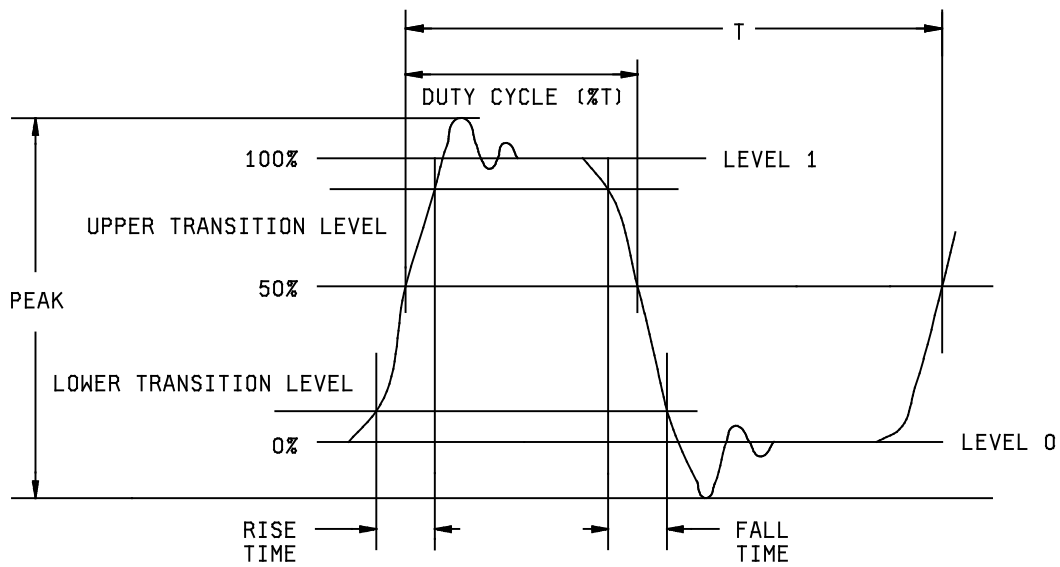 T
DUTY CYCLE (%T)
100%
LEVEL 1
UPPER TRANSITION LEVEL
50%
PEAK
LOWER TRANSITION LEVEL
0%
LEVEL 0
RISE
TIME
FALL
TIME